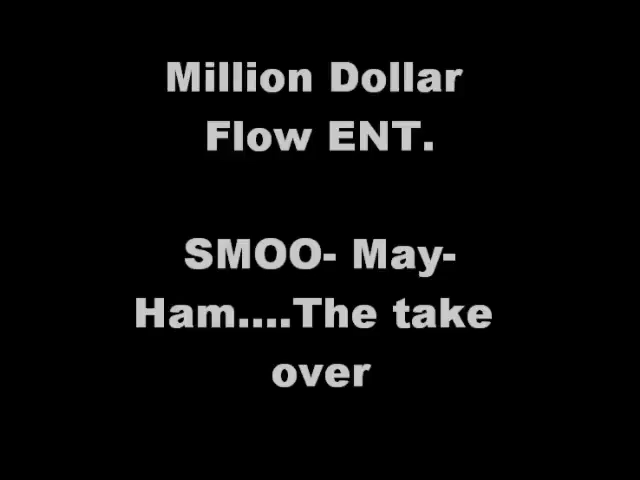 Million Dollar
Flow ENT.
SMOO- May-
Ham....The take
over